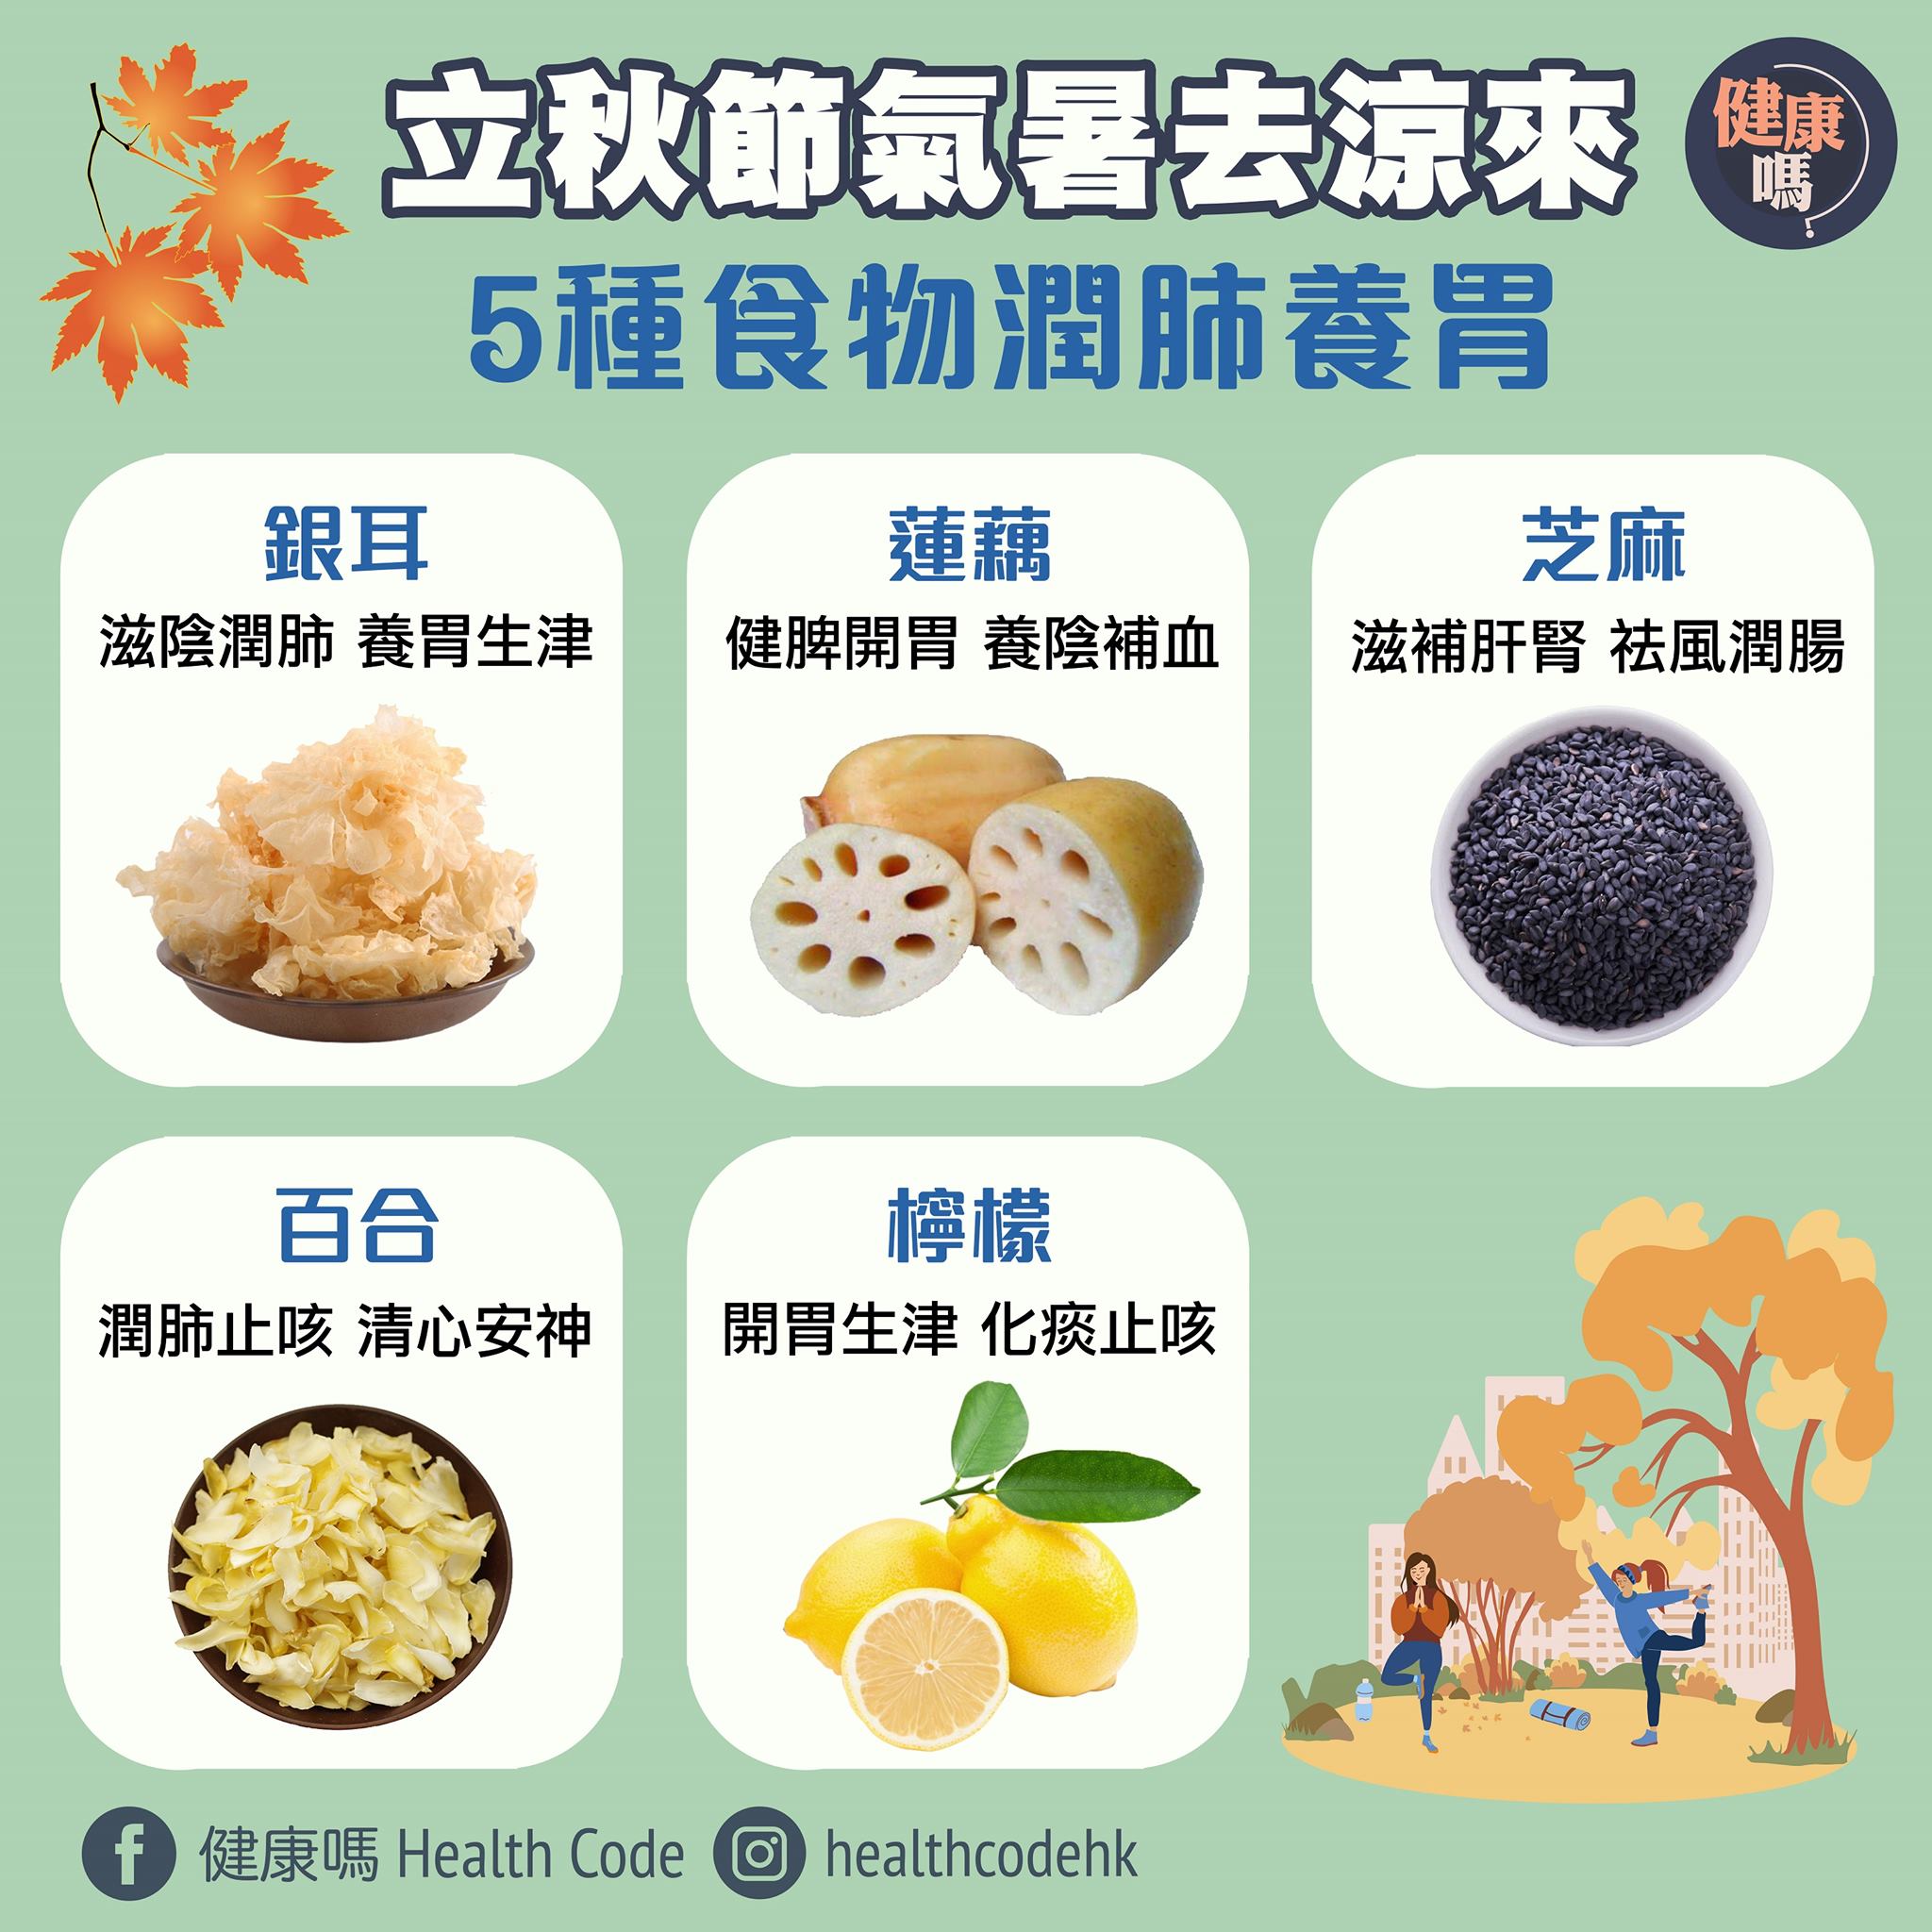 立秋節氣暑去涼來
健康
嗎?
5種食物潤肺養胃
銀耳
滋陰潤肺 養胃生津
蓮藕
健脾開胃 養陰補血
芝麻
滋補肝腎 祛風潤腸
百合
潤肺止咳 清心安神
檸檬
開胃生津 化痰止咳
健康嗎 Health Code
healthcodehk